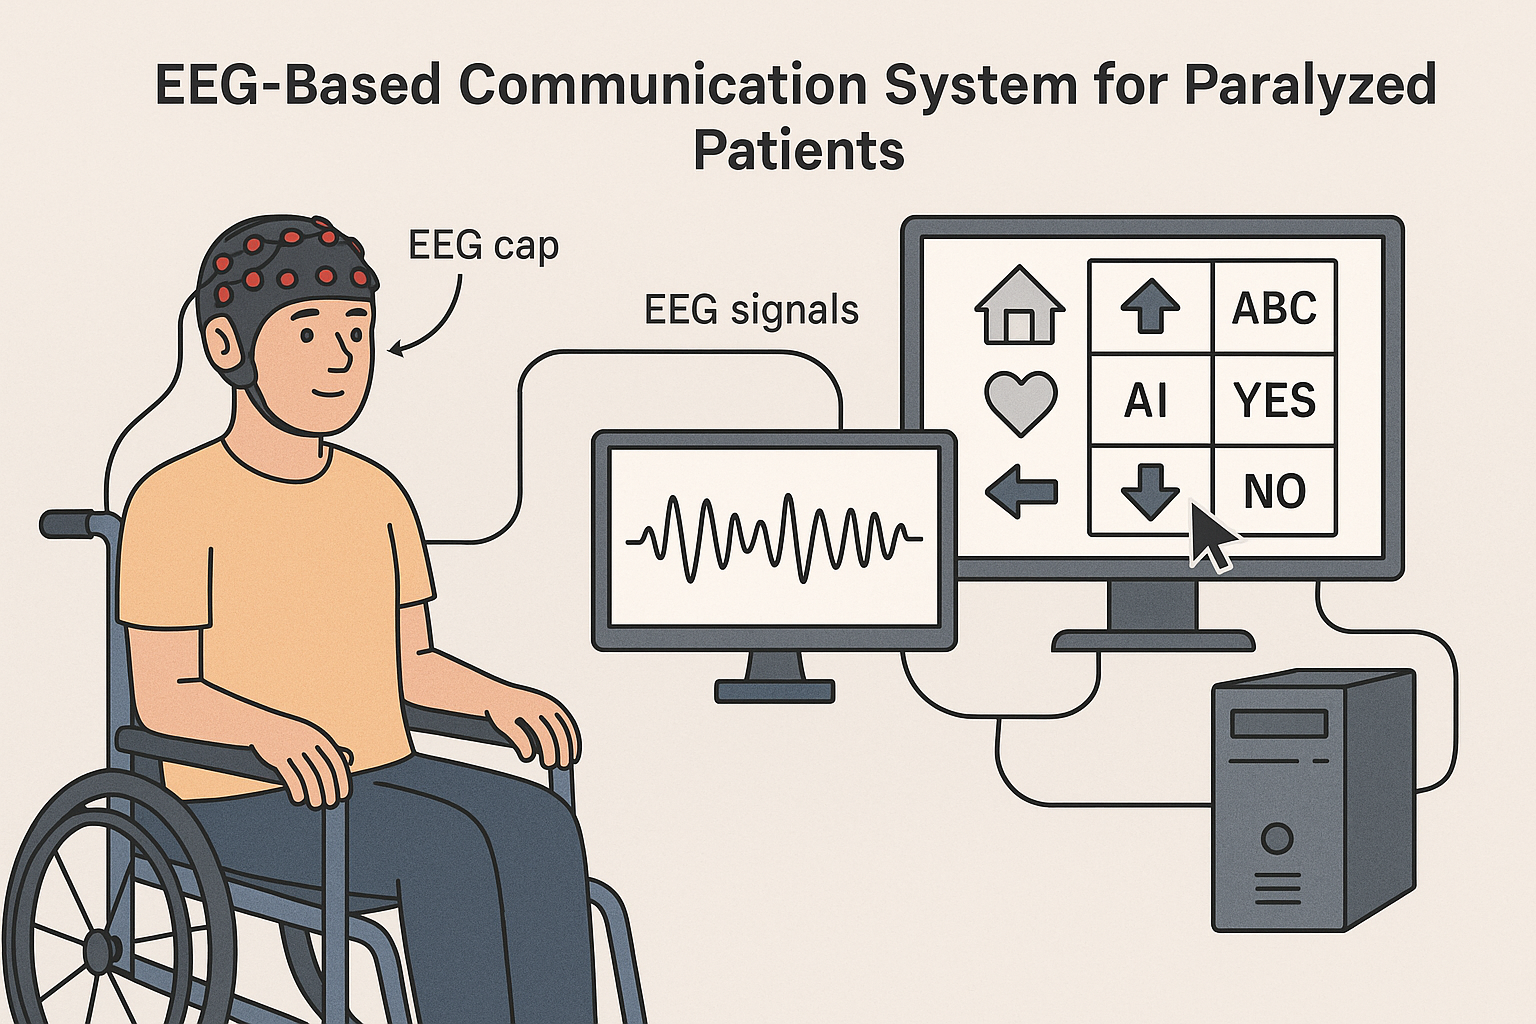 EEG-Based Communication System for Paralyzed
Patients
EEG cap
EEG signals
ABC
AI
YES
NO